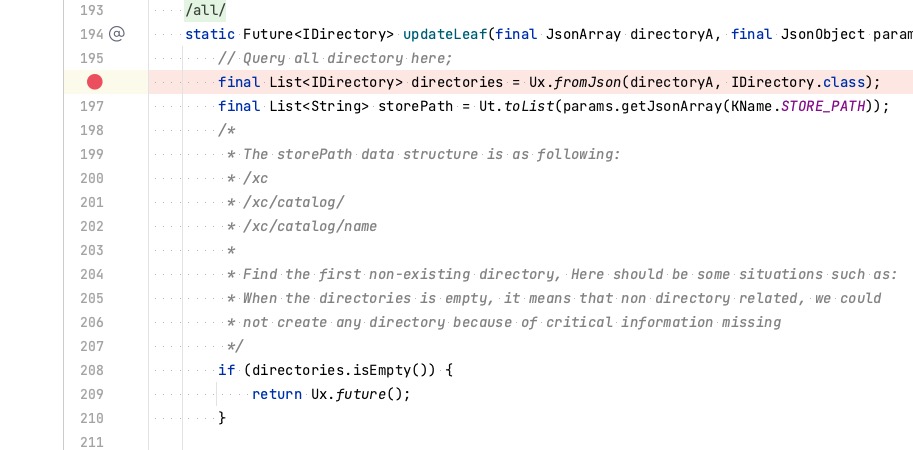 193 /all/
194 @ static Future<IDirectory> updateLeaf(final JsonArray directoryA, final JsonObject param
195 // Query all directory here;
final List<IDirectory> directories = Ux.fromJson(directoryA, IDirectory.class);
197 final List<String> storePath = Ut.toList(params.getJsonArray(KName.STORE_PATH));
198 /*
199 * The storePath data structure is as following:
200 * /xc
201 * /xc/catalog/
202 * /xc/catalog/name
203 *
204 * Find the first non-existing directory, Here should be some situations such as:
205 * When the directories is empty, it means that non directory related, we could
206 * not create any directory because of critical information missing
207 */
208 if (directories.isEmpty()) {
209 return Ux.future();
210 }
211